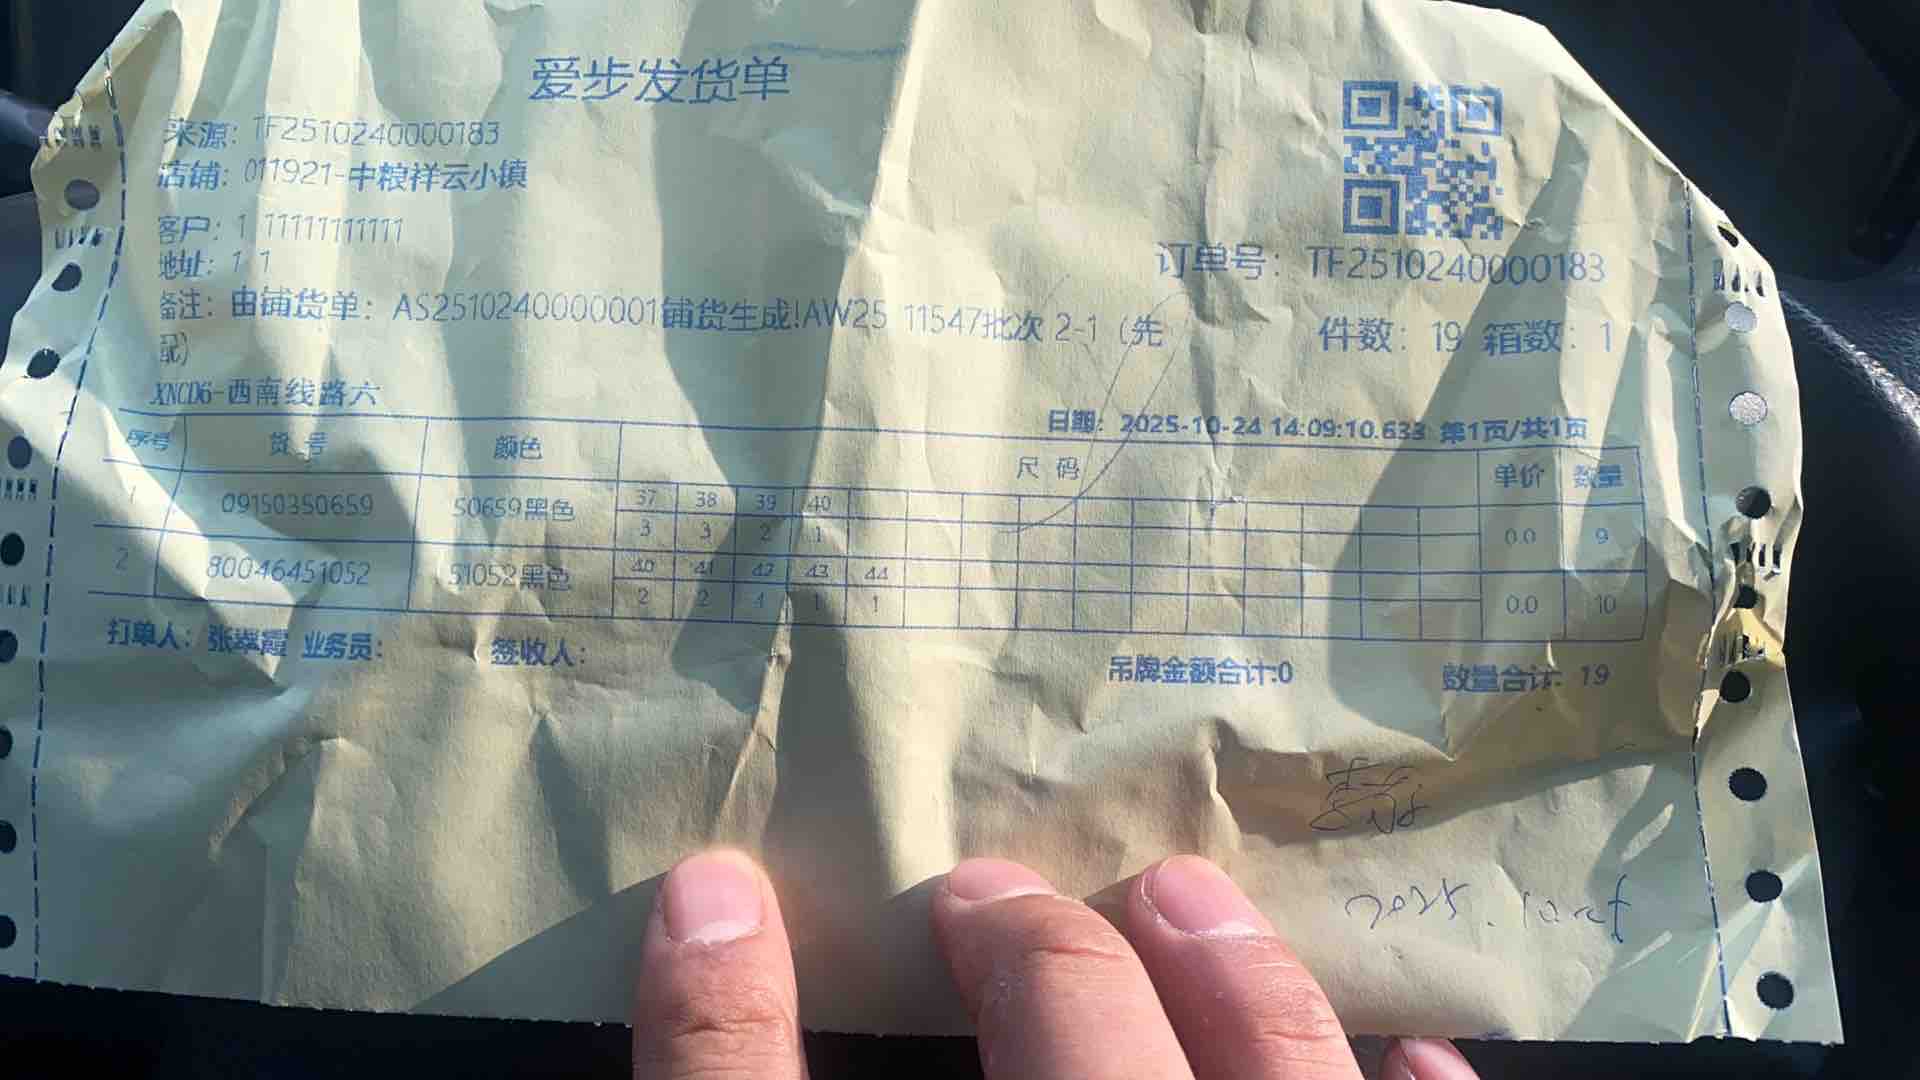 爱步发货单
来源：TF2510240000183
店铺：011921-中粮祥云小镇
客户：1 11111111111
地址：1 1
订单号：TF2510240000183
备注：由铺货单：AS2510240000001铺货生成!AW25 11547批次 2-1（先
配）
件数：19 箱数：1
XNCD6-西南线路六
日期：2025-10-24 14:09:10.633 第1页/共1页
序号 货号 颜色 尺码 单价 数量
37 38 39 40
1 09150350659 50659黑色 3 3 2 1 0.0 9
40 41 42 43 44
2 80046451052 51052黑色 2 2 4 1 1 0.0 10
打单人：张翠霞 业务员： 签收人：
吊牌金额合计:0 数量合计：19
2025.10.